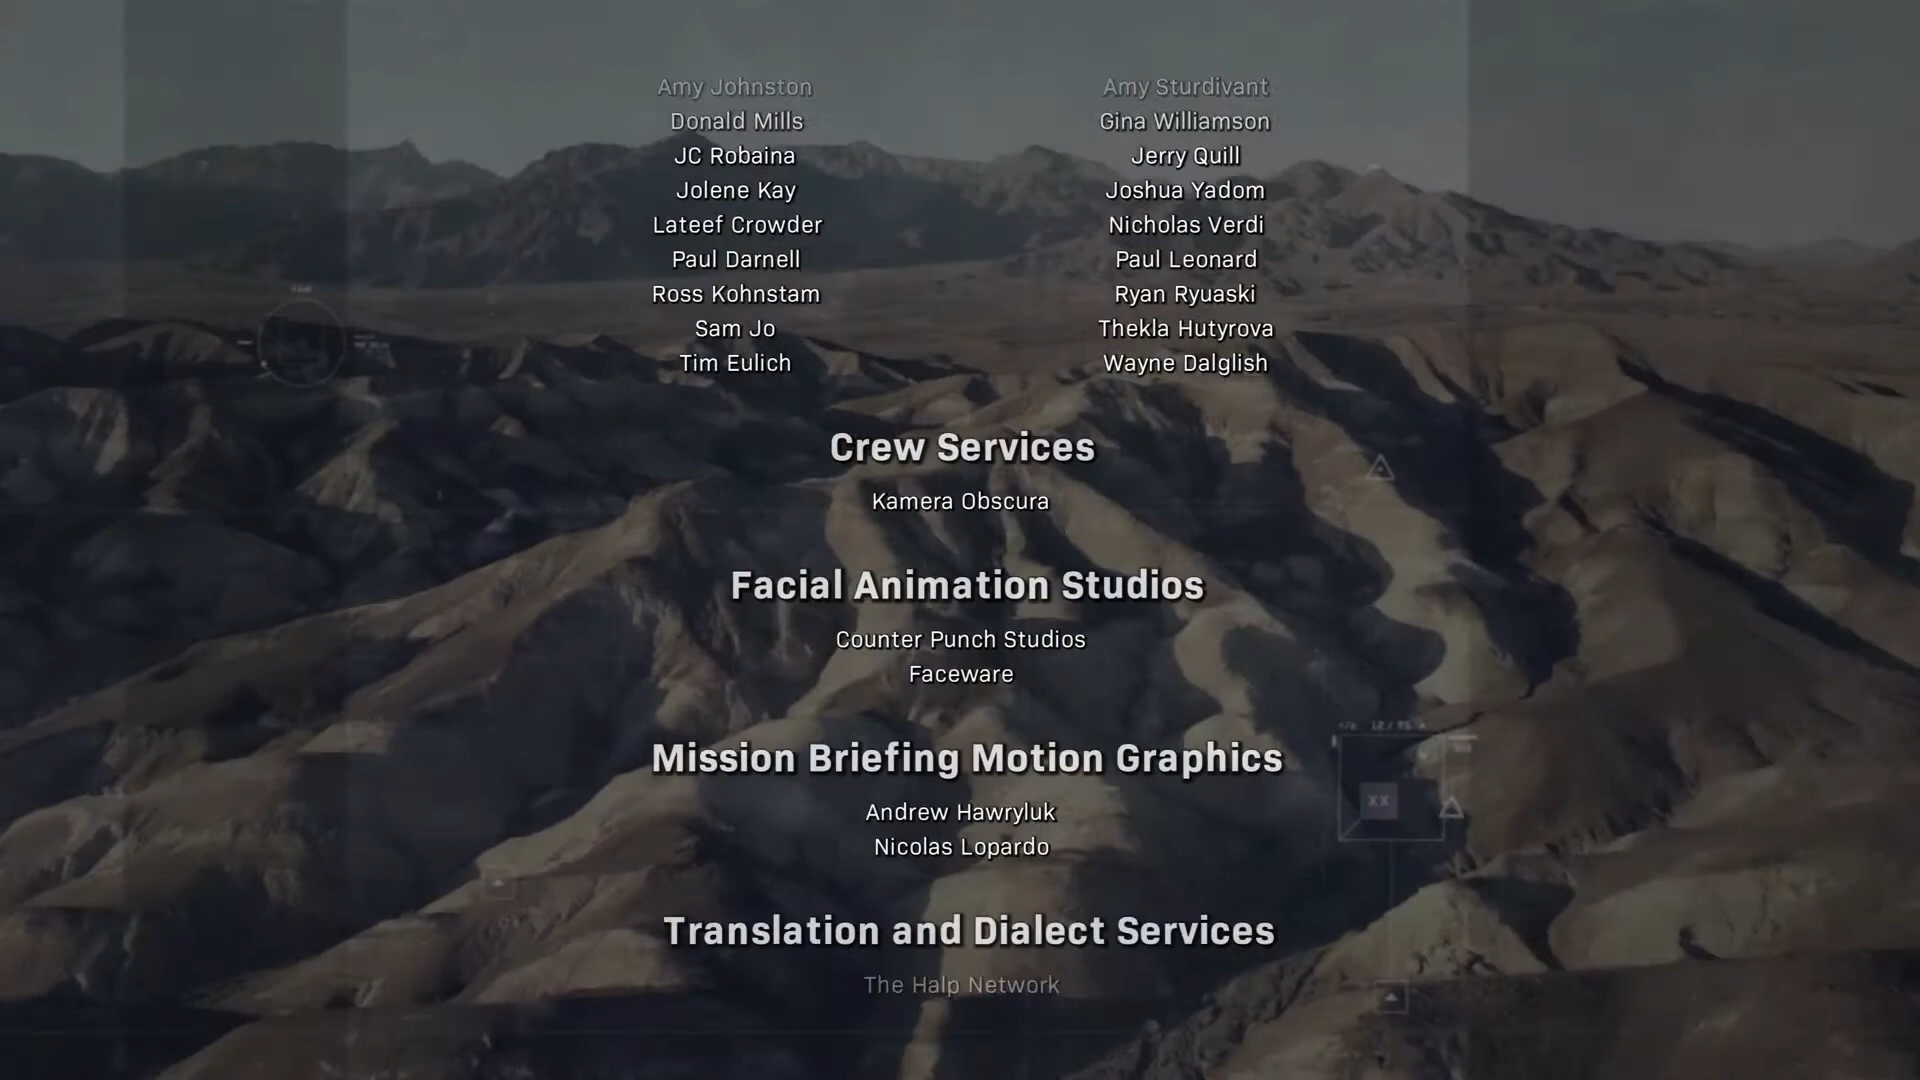 Amy Johnston Amy Sturdivant
Donald Mills Gina Williamson
JC Robaina Jerry Quill
Jolene Kay Joshua Yadom
Lateef Crowder Nicholas Verdi
Paul Darnell Paul Leonard
Ross Kohnstam Ryan Ryuaski
Sam Jo Thekla Hutyrova
Tim Eulich Wayne Dalglish
Crew Services
Kamera Obscura
Facial Animation Studios
Counter Punch Studios
Faceware
Mission Briefing Motion Graphics
XX
Andrew Hawryluk
Nicolas Lopardo
Translation and Dialect Services
The Halp Network